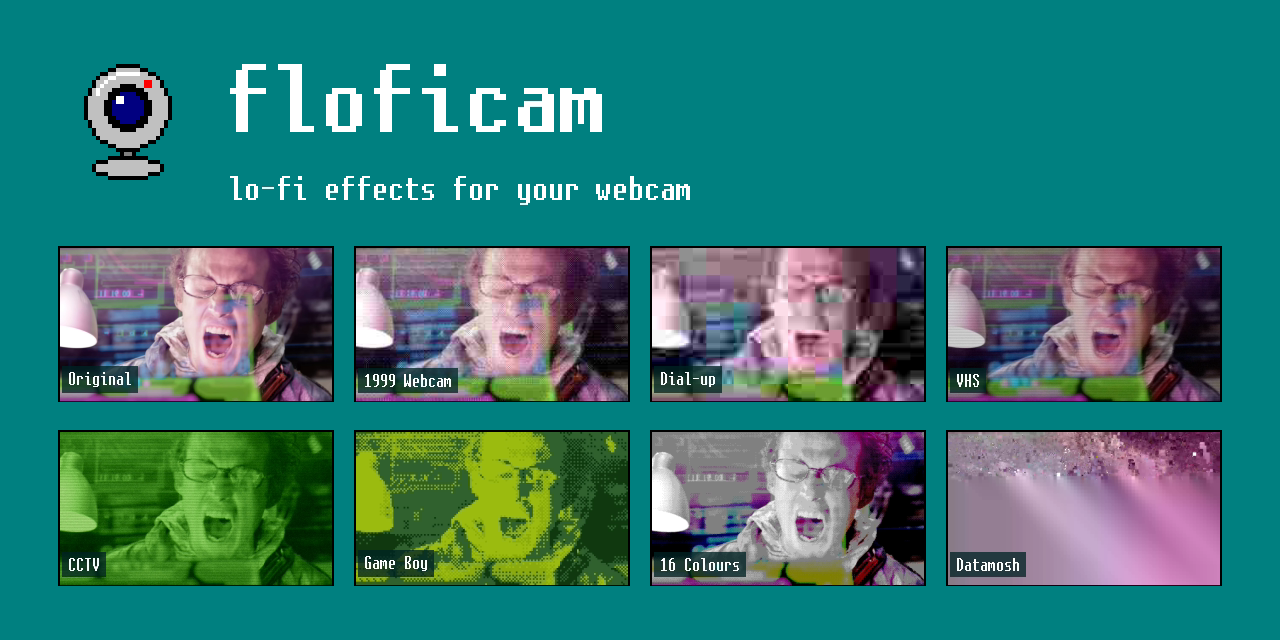 floficam
lo-fi effects for your webcam
Original
1999 Webcam
Dial-up
VHS
CCTV
Game Boy
16 Colours
Datamosh